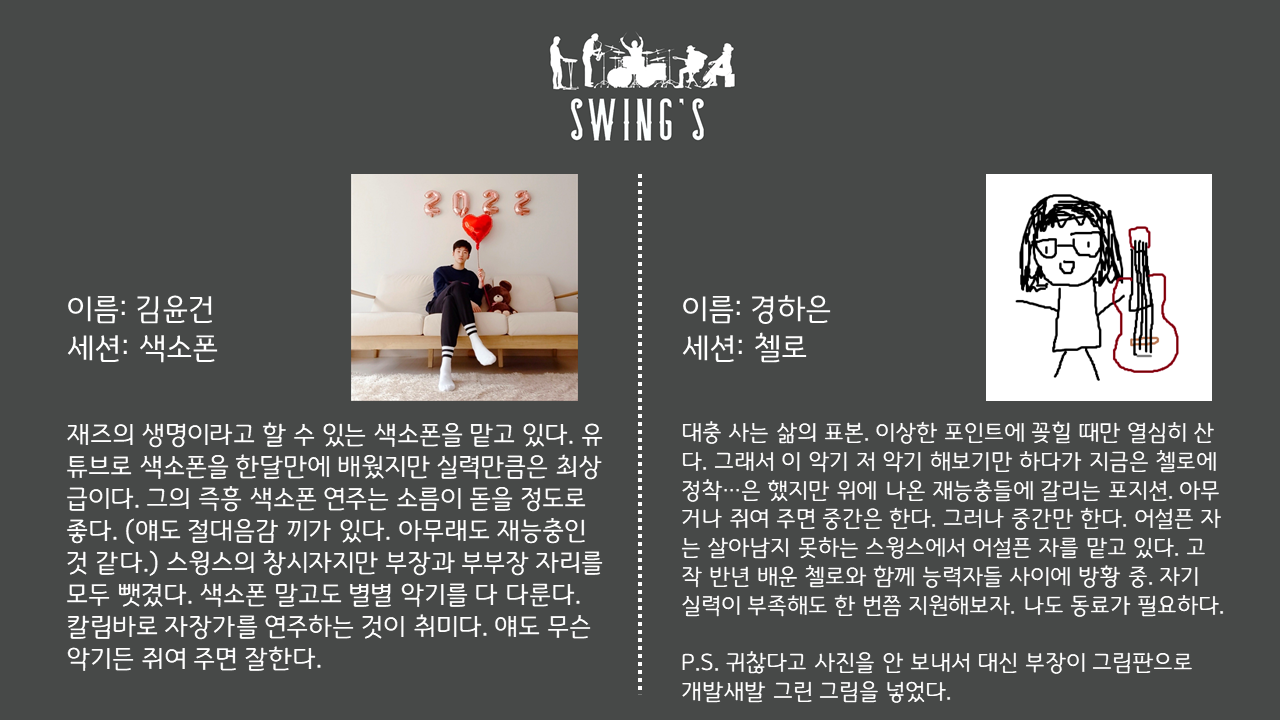 SWING'S
2022
이름: 김윤건
세션: 색소폰
재즈의 생명이라고 할 수 있는 색소폰을 맡고 있다. 유
튜브로 색소폰을 한달만에 배웠지만 실력만큼은 최상
급이다. 그의 즉흥 색소폰 연주는 소름이 돋을 정도로
좋다. (얘도 절대음감 끼가 있다. 아무래도 재능충인
것 같다.) 스윙스의 창시자지만 부장과 부부장 자리를
모두 뺏겼다. 색소폰 말고도 별별 악기를 다 다룬다.
칼림바로 자장가를 연주하는 것이 취미다. 얘도 무슨
악기든 쥐여 주면 잘한다.
이름: 경하은
세션: 첼로
대충 사는 삶의 표본. 이상한 포인트에 꽂힐 때만 열심히 산
다. 그래서 이 악기 저 악기 해보기만 하다가 지금은 첼로에
정착…은 했지만 위에 나온 재능충들에 갈리는 포지션. 아무
거나 쥐여 주면 중간은 한다. 그러나 중간만 한다. 어설픈 자
는 살아남지 못하는 스윙스에서 어설픈 자를 맡고 있다. 고
작 반년 배운 첼로와 함께 능력자들 사이에 방황 중. 자기
실력이 부족해도 한 번쯤 지원해보자. 나도 동료가 필요하다.
P.S. 귀찮다고 사진을 안 보내서 대신 부장이 그림판으로
개발새발 그린 그림을 넣었다.